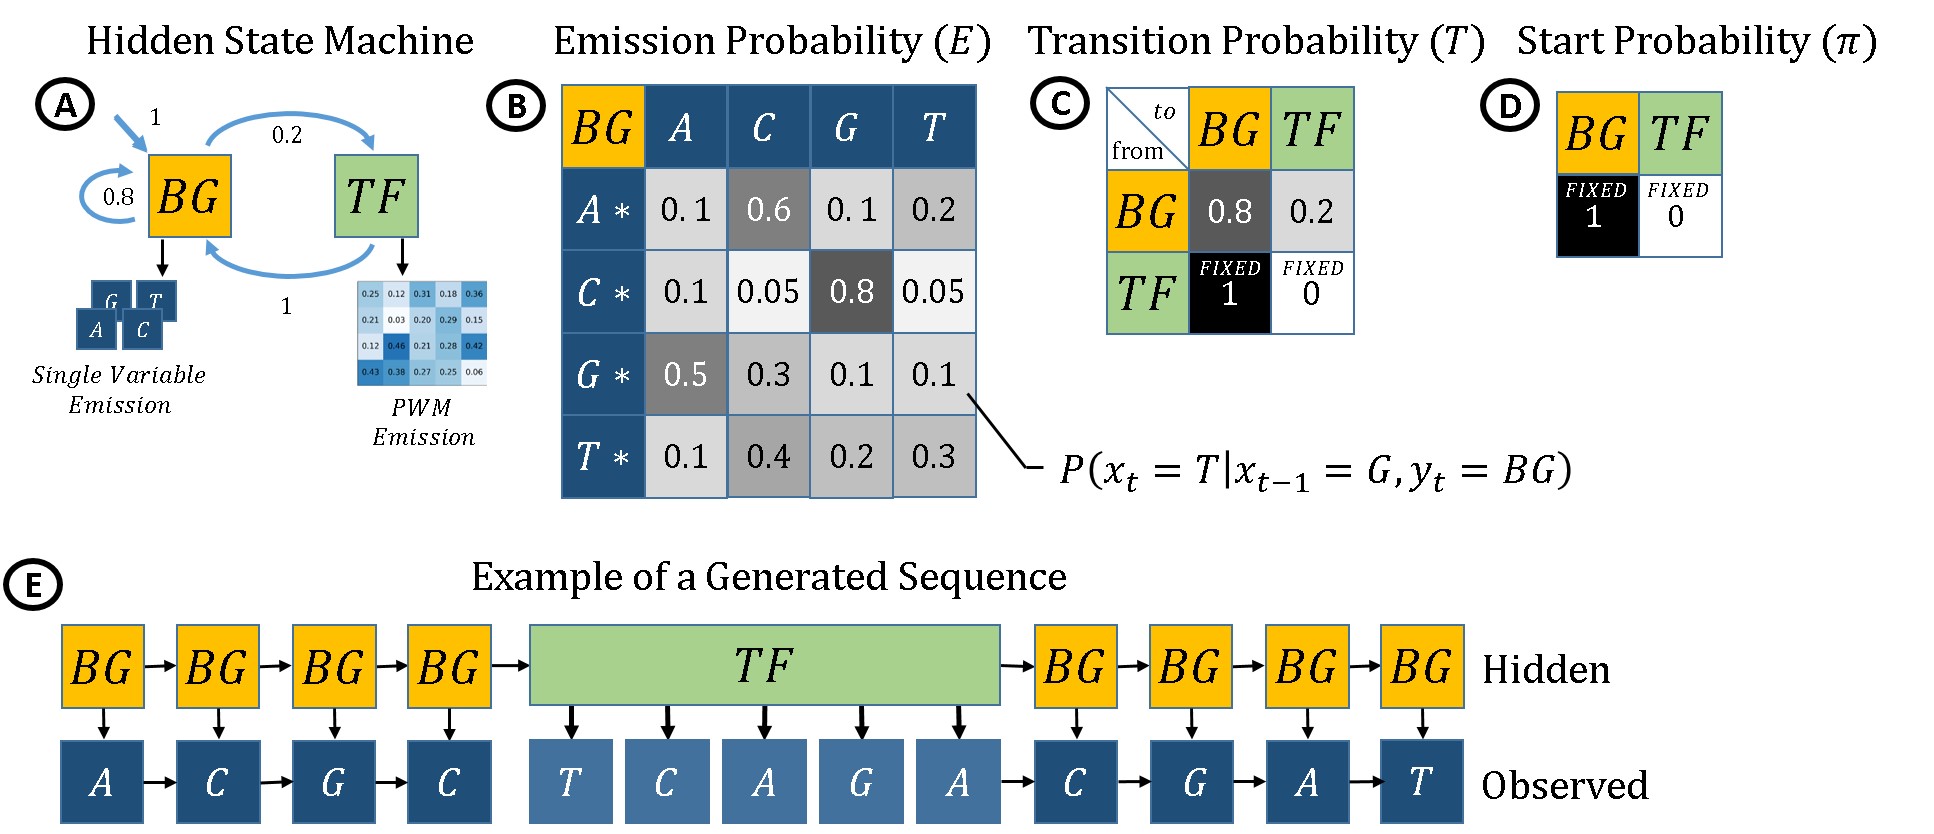 Hidden State Machine
Emission Probability (E)
Transition Probability (T)
Start Probability (π)
A
1
0.2
0.8
BG
TF
1
G T
A C
Single Variable
Emission
0.25 0.12 0.31 0.18 0.36
0.21 0.03 0.20 0.29 0.15
0.12 0.46 0.21 0.28 0.42
0.43 0.38 0.27 0.25 0.06
PWM
Emission
B
BG A C G T
A * 0.1 0.6 0.1 0.2
C * 0.1 0.05 0.8 0.05
G * 0.5 0.3 0.1 0.1
T * 0.1 0.4 0.2 0.3
P(xₜ = T|xₜ₋₁ = G, yₜ = BG)
C
to
from
BG TF
BG 0.8 0.2
TF FIXED 1 FIXED 0
D
BG TF
FIXED FIXED
1 0
E
Example of a Generated Sequence
BG BG BG BG TF BG BG BG BG Hidden
A C G C T C A G A C G A T Observed